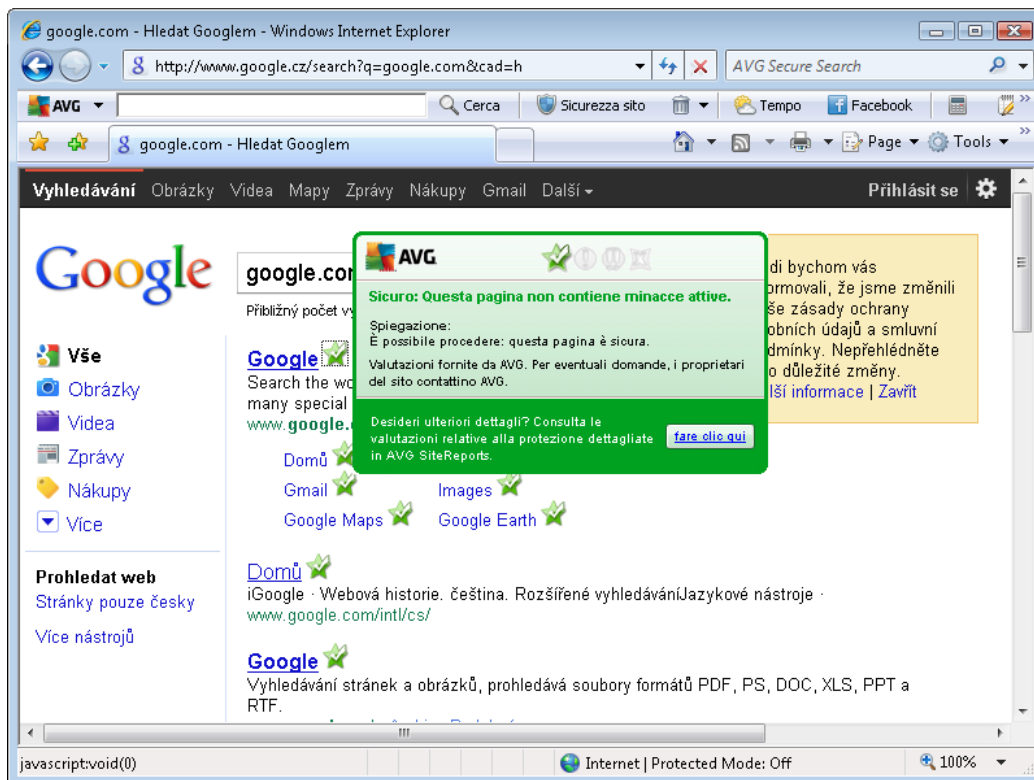 google.com - Hledat Googlem - Windows Internet Explorer
http://www.google.cz/search?q=google.com&cad=h
AVG Secure Search
AVG
Cerca
Sicurezza sito
Tempo
Facebook
google.com - Hledat Googlem
Page
Tools
Vyhledávání Obrázky Videa Mapy Zprávy Nákupy Gmail Další
Přihlásit se
Google
google.co
Přibližný počet
AVG
Sicuro: Questa pagina non contiene minacce attive.
Spiegazione:
È possibile procedere: questa pagina è sicura.
Valutazioni fornite da AVG. Per eventuali domande, i proprietari
del sito contattino AVG.
Desideri ulteriori dettagli? Consulta le
valutazioni relative alla protezione dettagliate
in AVG SiteReports.
fare clic qui
di bychom vás
ormovali, že jsme změnili
še zásady ochrany
obních údajů a smluvní
dmínky. Nepřehlédněte
o důležité změny.
lší informace | Zavřít
Vše
Obrázky
Videa
Zprávy
Nákupy
Více
Prohledat web
Stránky pouze česky
Více nástrojů
Google
Search the wo
many special
www.google.
Domů
Gmail
Images
Google Maps
Google Earth
Domů
iGoogle · Webová historie. čeština. Rozšířené vyhledáváníJazykové nástroje ·
www.google.com/intl/cs/
Google
Vyhledávání stránek a obrázků, prohledává soubory formátů PDF, PS, DOC, XLS, PPT a
RTF.
javascript:void(0)
Internet | Protected Mode: Off
100%